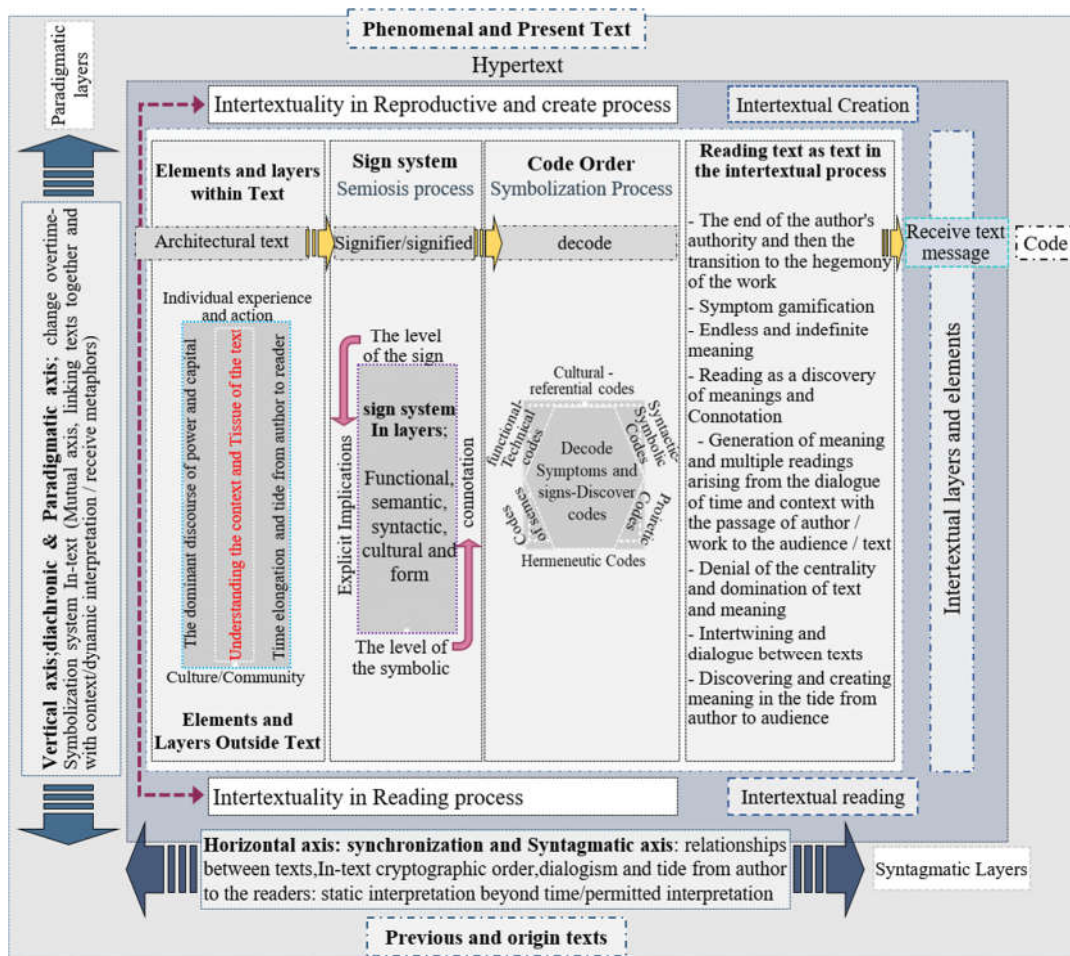 Phenomenal and Present Text
Hypertext
Paradigmatic
layers
Intertextuality in Reproductive and create process
Intertextual Creation
Vertical axis;diachronic & Paradigmatic axis; change overtime-
Symbolization system In-text (Mutual axis, linking texts together and
with context/dynamic interpretation / receive metaphors)
Elements and layers
within Text
Architectural text
Individual experience
and action
The dominant discourse of power and capital
Understanding the context and Tissue of the text
Time elongation and tide from author to reader
Culture/Community
Elements and
Layers Outside Text
Sign system
Semiosis process
Signifier/signified
The level
of the sign
Explicit Implications
sign system
In layers;
Functional,
semantic,
syntactic,
cultural and
form
connotation
The level of
the symbolic
Code Order
Symbolization Process
decode
Cultural -
referential codes
functional-
Technical
codes
Syntactic-
Symbolic
Codes
Decode
Symptoms and
signs-Discover
codes
Codes
of semes
Proiretic
Codes
Hermeneutic Codes
Reading text as text in
the intertextual process
- The end of the author's
authority and then the
transition to the hegemony
of the work
- Symptom gamification
- Endless and indefinite
meaning
- Reading as a discovery
of meanings and
Connotation
- Generation of meaning
and multiple readings
arising from the dialogue
of time and context with
the passage of author /
work to the audience / text
- Denial of the centrality
and domination of text
and meaning
- Intertwining and
dialogue between texts
- Discovering and creating
meaning in the tide from
author to audience
Receive text
message
Code
Intertextual layers and elements
Intertextuality in Reading process
Intertextual reading
Horizontal axis: synchronization and Syntagmatic axis: relationships
between texts,In-text cryptographic order,dialogism and tide from author
to the readers: static interpretation beyond time/permitted interpretation
Syntagmatic Layers
Previous and origin texts